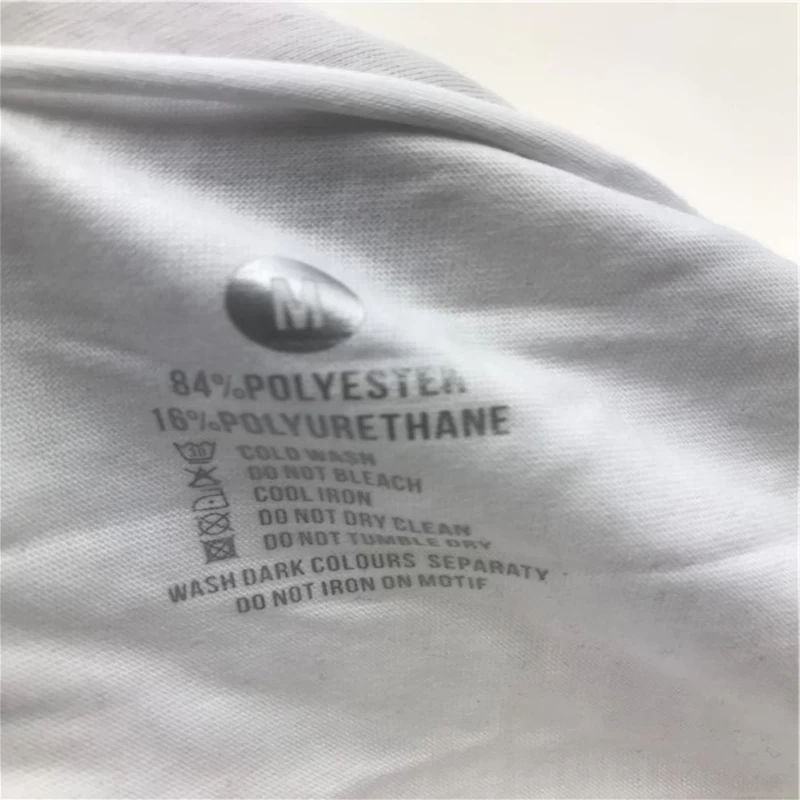 M
84%POLYESTER
16%POLYURETHANE
30
COLD WASH
DO NOT BLEACH
COOL IRON
DO NOT DRY CLEAN
DO NOT TUMBLE DRY
WASH DARK COLOURS SEPARATY
DO NOT IRON ON MOTIF